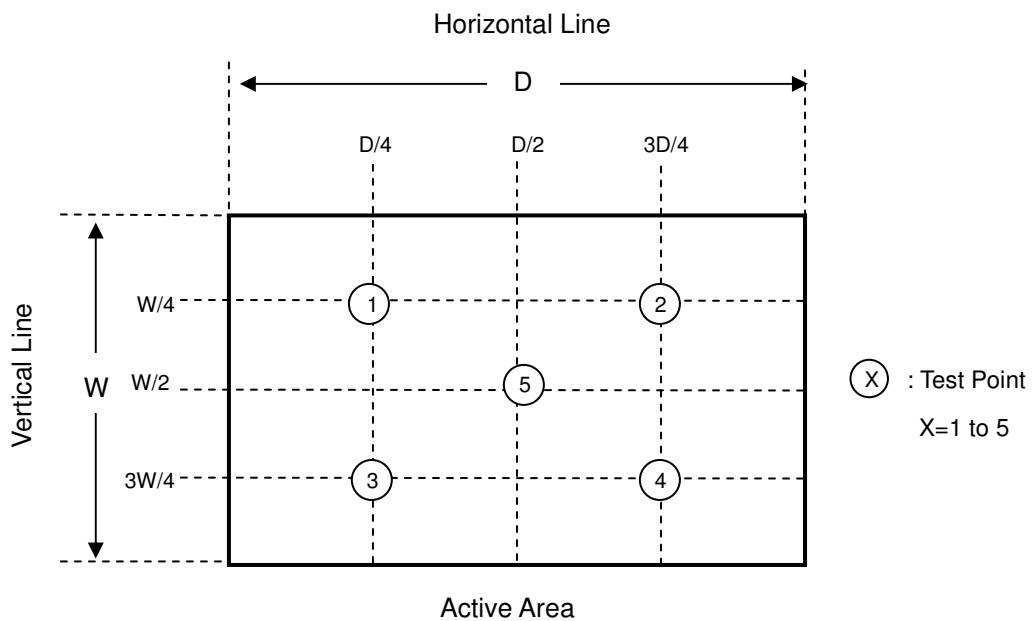 Horizontal Line
D
D/4 D/2 3D/4
W/4
1 2
Vertical Line
W
W/2
5
X : Test Point
X=1 to 5
3W/4
3 4
Active Area